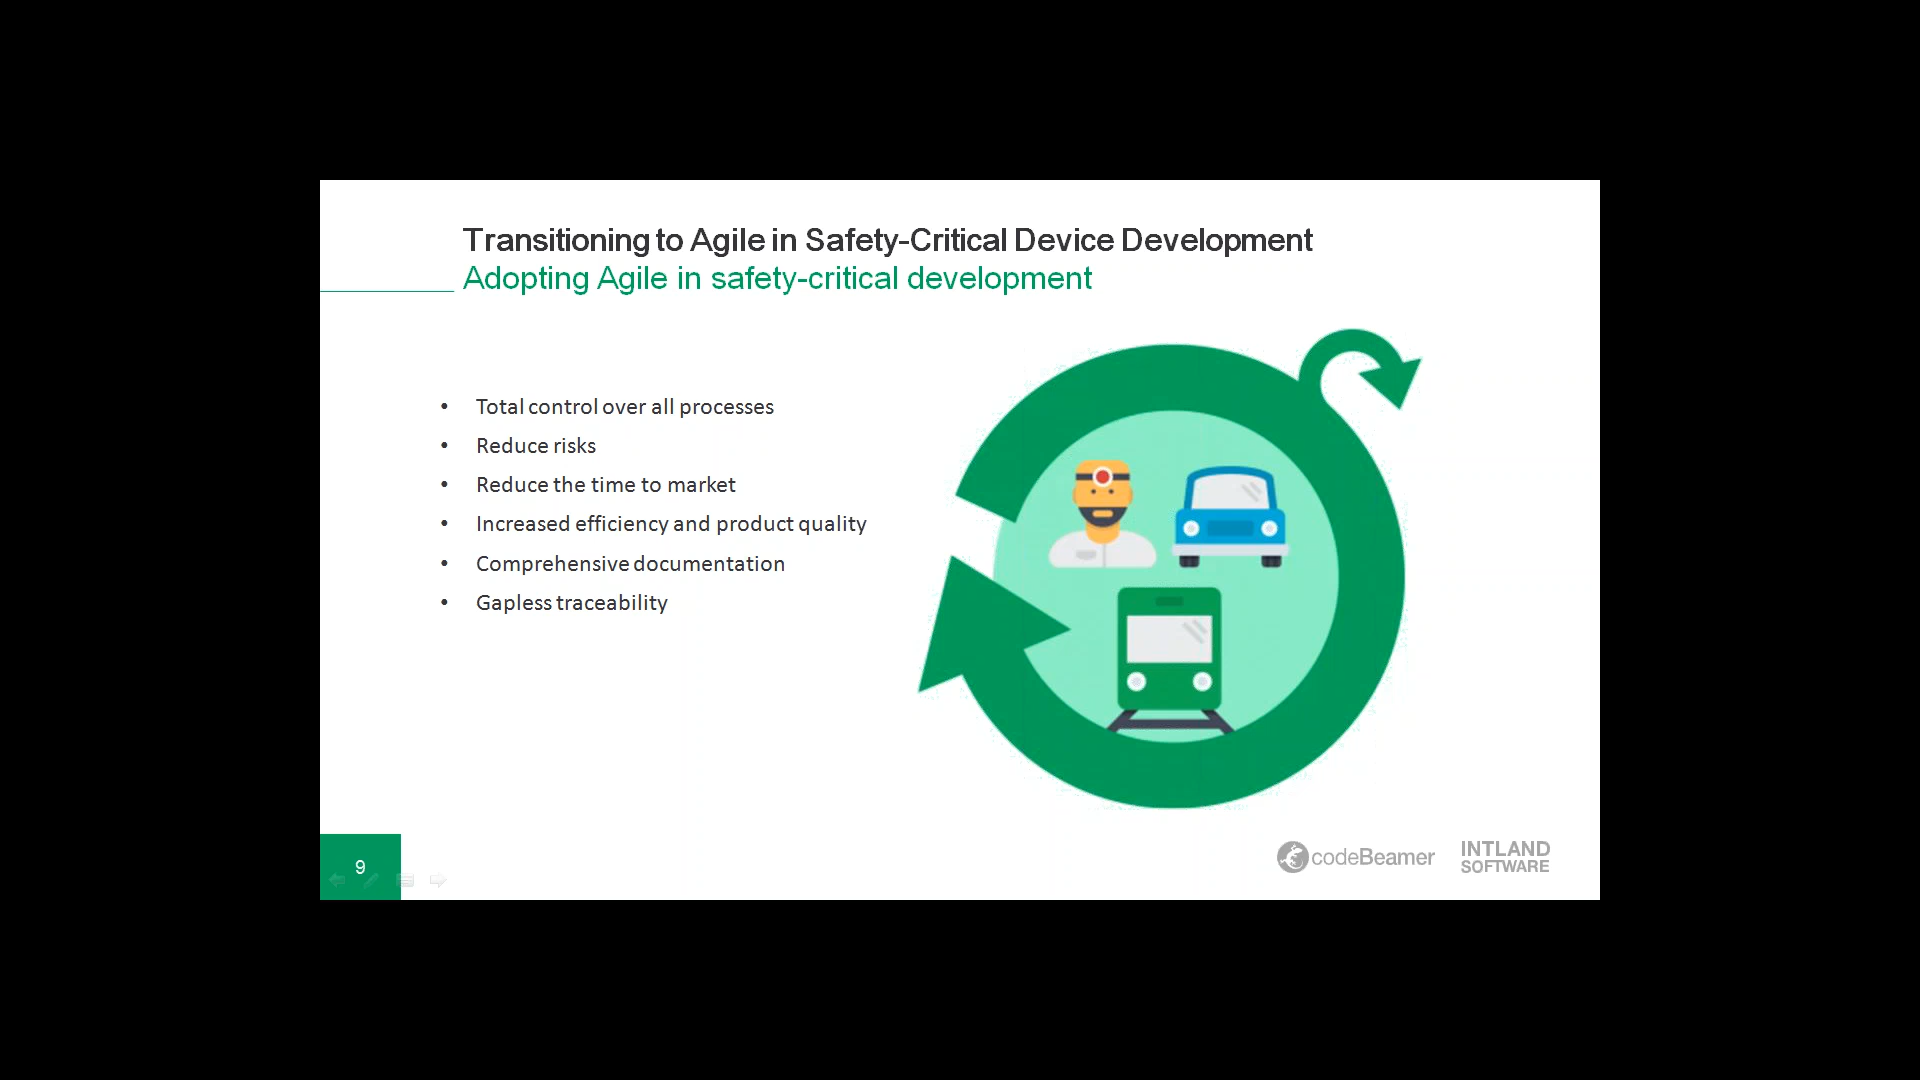 Transitioning to Agile in Safety-Critical Device Development
Adopting Agile in safety-critical development
• Total control over all processes
• Reduce risks
• Reduce the time to market
• Increased efficiency and product quality
• Comprehensive documentation
• Gapless traceability
9
codeBeamer
INTLAND
SOFTWARE